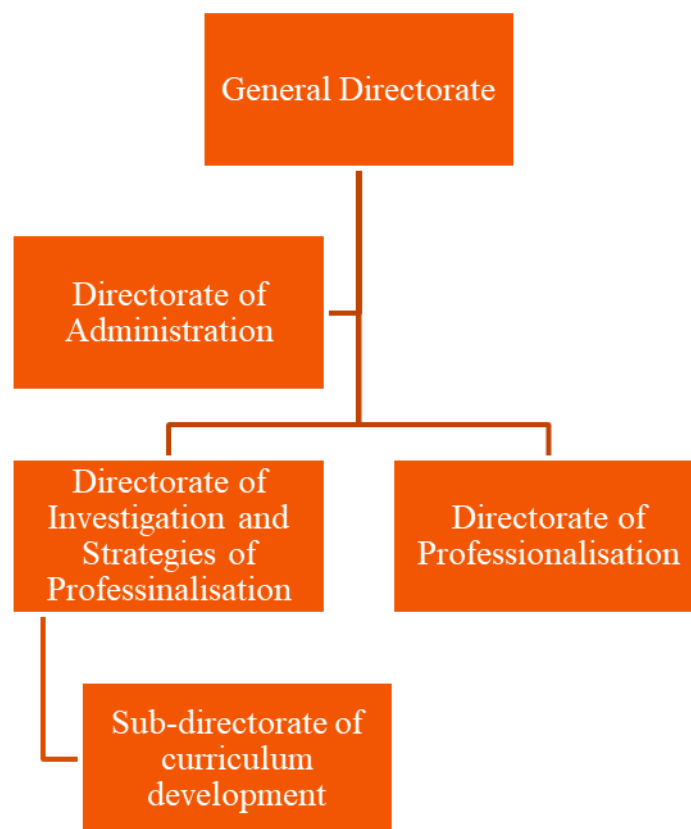 General Directorate
Directorate of
Administration
Directorate of
Investigation and
Strategies of
Professinalisation
Directorate of
Professionalisation
Sub-directorate of
curriculum
development